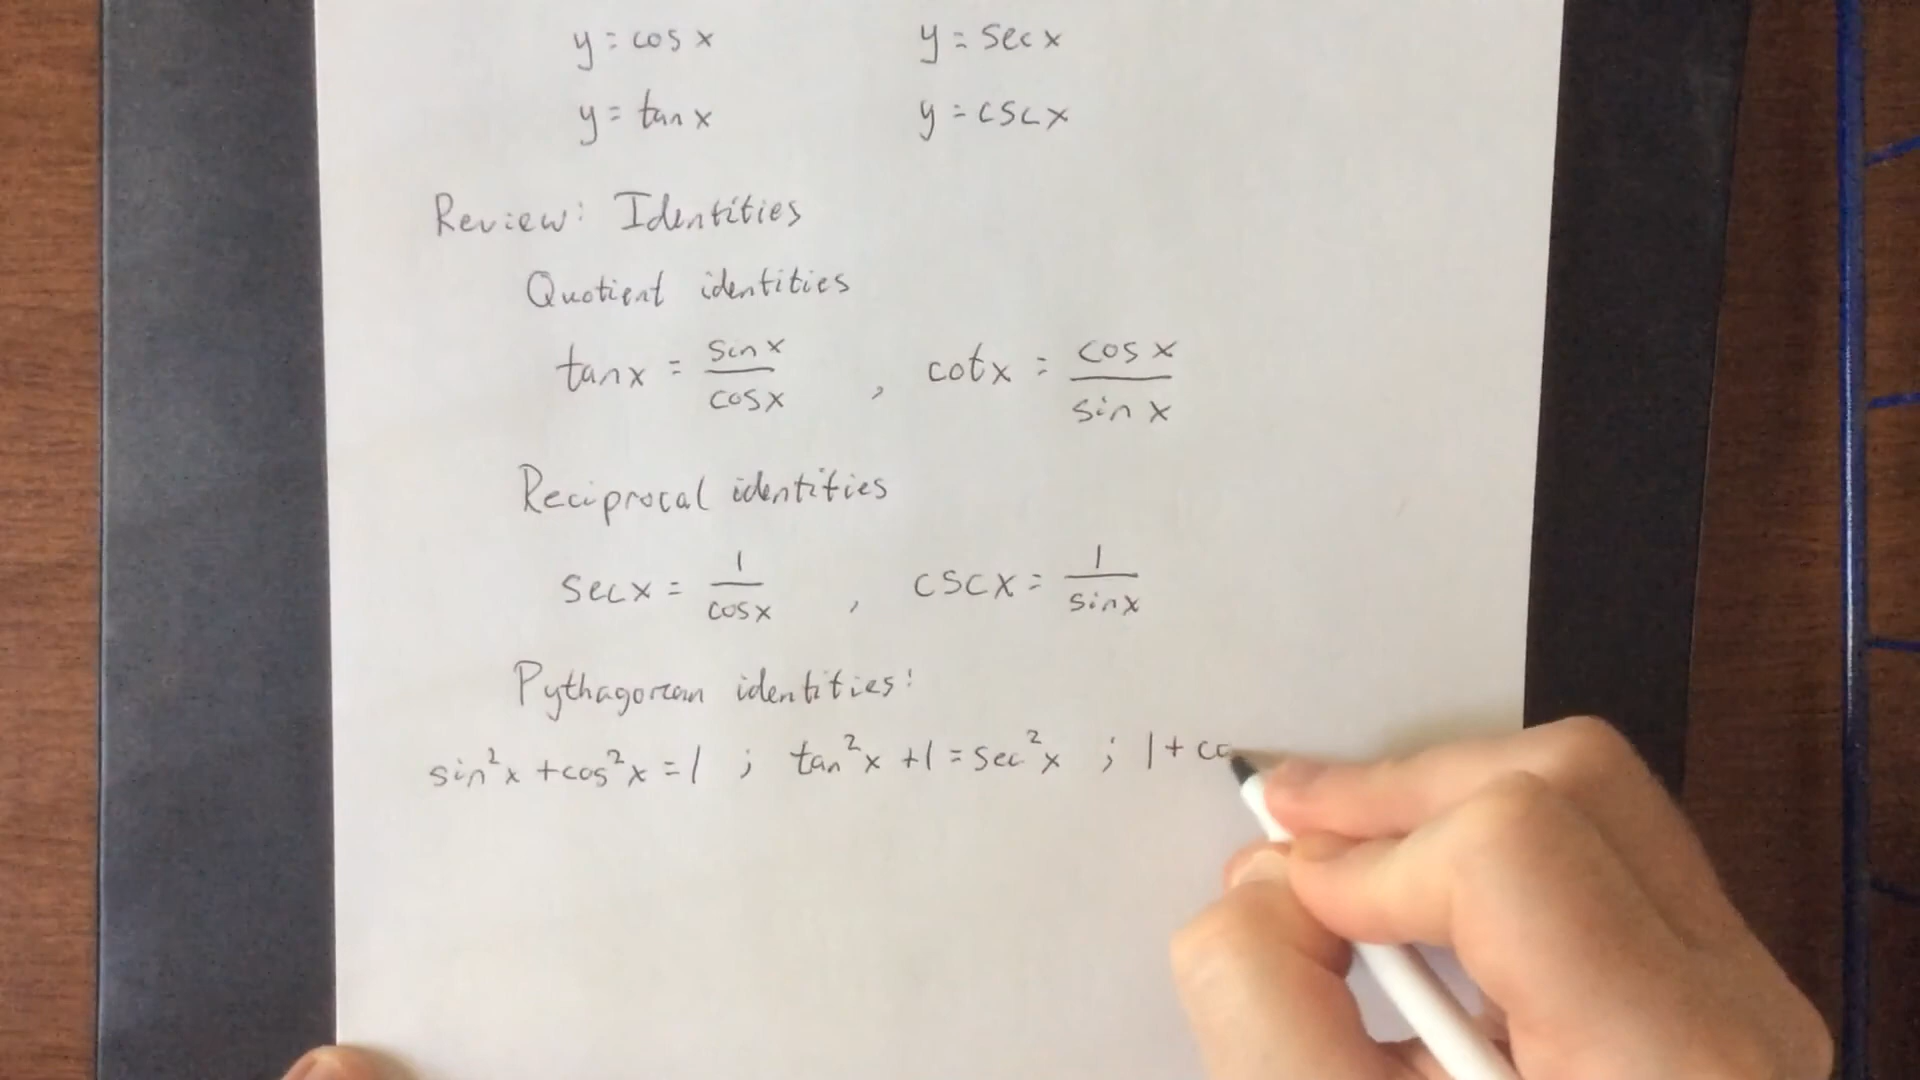 y = cos x y = sec x
y = tan x y = csc x
Review: Identities
Quotient identities
tan x = sin x / cos x , cot x = cos x / sin x
Reciprocal identities
sec x = 1 / cos x , csc x = 1 / sin x
Pythagorean identities:
sin²x + cos²x = 1 ; tan²x + 1 = sec²x ; 1 + co